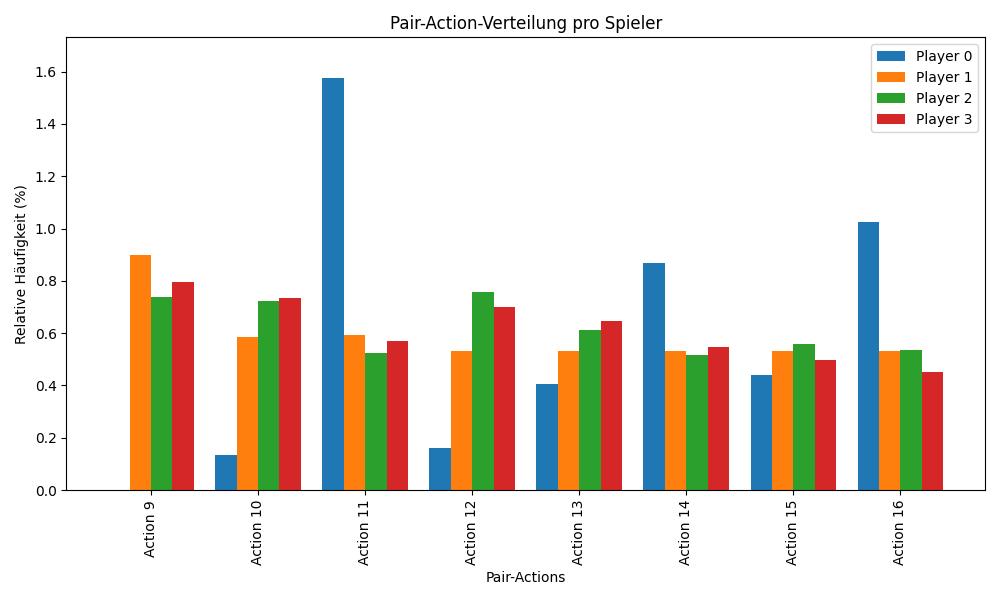 Pair-Action-Verteilung pro Spieler
Player 0
Player 1
Player 2
Player 3
Relative Häufigkeit (%)
1.6
1.4
1.2
1.0
0.8
0.6
0.4
0.2
0.0
Action 9
Action 10
Action 11
Action 12
Action 13
Action 14
Action 15
Action 16
Pair-Actions